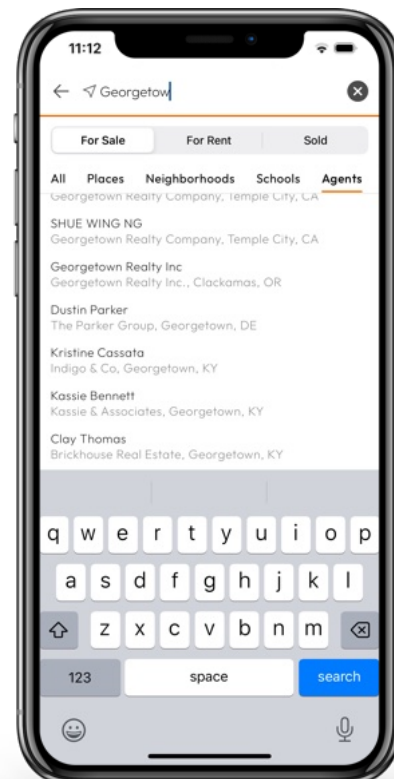 11:12
Georgetow
For Sale For Rent Sold
All Places Neighborhoods Schools Agents
Georgetown Realty Company, Temple City, CA
SHUE WING NG
Georgetown Realty Company, Temple City, CA
Georgetown Realty Inc
Georgetown Realty Inc., Clackamas, OR
Dustin Parker
The Parker Group, Georgetown, DE
Kristine Cassata
Indigo & Co, Georgetown, KY
Kassie Bennett
Kassie & Associates, Georgetown, KY
Clay Thomas
Brickhouse Real Estate, Georgetown, KY
q w e r t y u i o p
a s d f g h j k l
z x c v b n m
123 space search